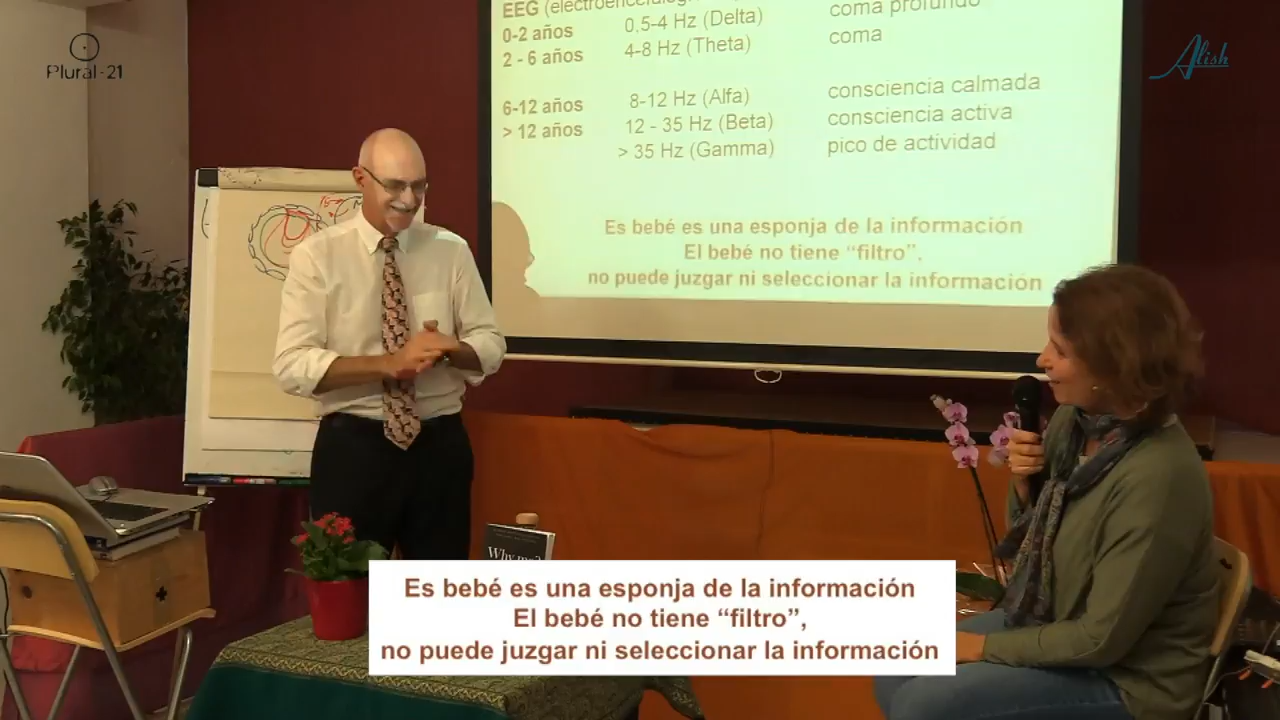 EEG
0-2 años 0.5-4 Hz (Delta) coma profundo
2 - 6 años 4-8 Hz (Theta) coma
6-12 años 8-12 Hz (Alfa) consciencia calmada
> 12 años 12 - 35 Hz (Beta) consciencia activa
> 35 Hz (Gamma) pico de actividad
Es bebé es una esponja de la información
El bebé no tiene “filtro”.
no puede juzgar ni seleccionar la información
Plural-21
Alish
Why me?
Es bebé es una esponja de la información
El bebé no tiene “filtro”,
no puede juzgar ni seleccionar la información